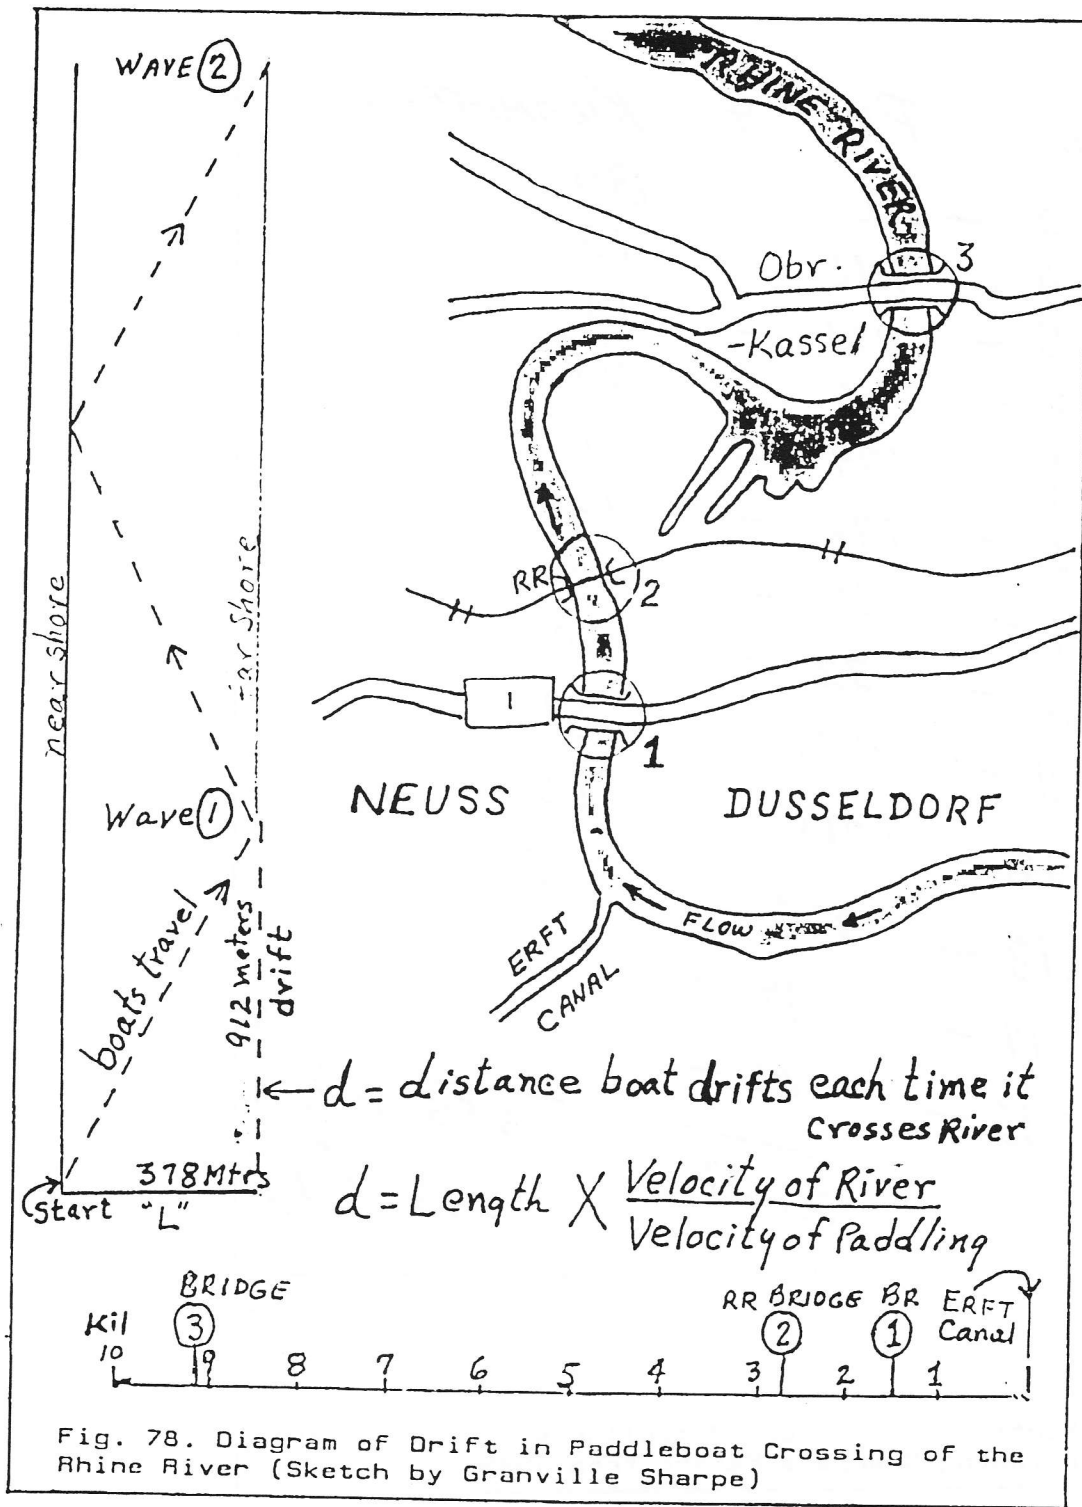 WAVE 2
RHINE RIVER
3
Obr.
-Kassel
RR
2
1
1
near shore
far shore
Wave 1
NEUSS
DUSSELDORF
boats travel
912 meters
drift
FLOW
ERFT
CANAL
d = distance boat drifts each time it
Crosses River
378 Mtrs
Start "L"
d = Length X Velocity of River
Velocity of Paddling
BRIDGE
RR BRIDGE BR ERFT
Canal
Kil
3 2 1
10 9 8 7 6 5 4 3 2 1
Fig. 78. Diagram of Drift in Paddleboat Crossing of the
Rhine River (Sketch by Granville Sharpe)